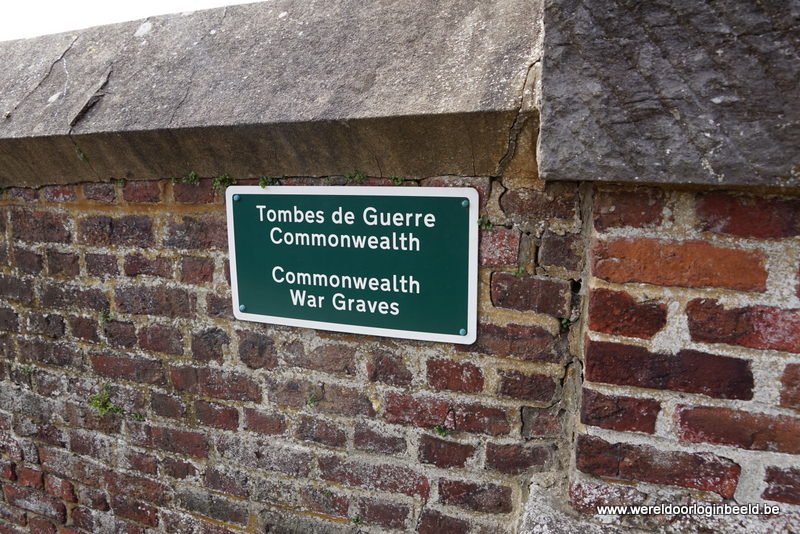 Tombes de Guerre
Commonwealth
Commonwealth
War Graves
www.wereldoorloginbeeld.be